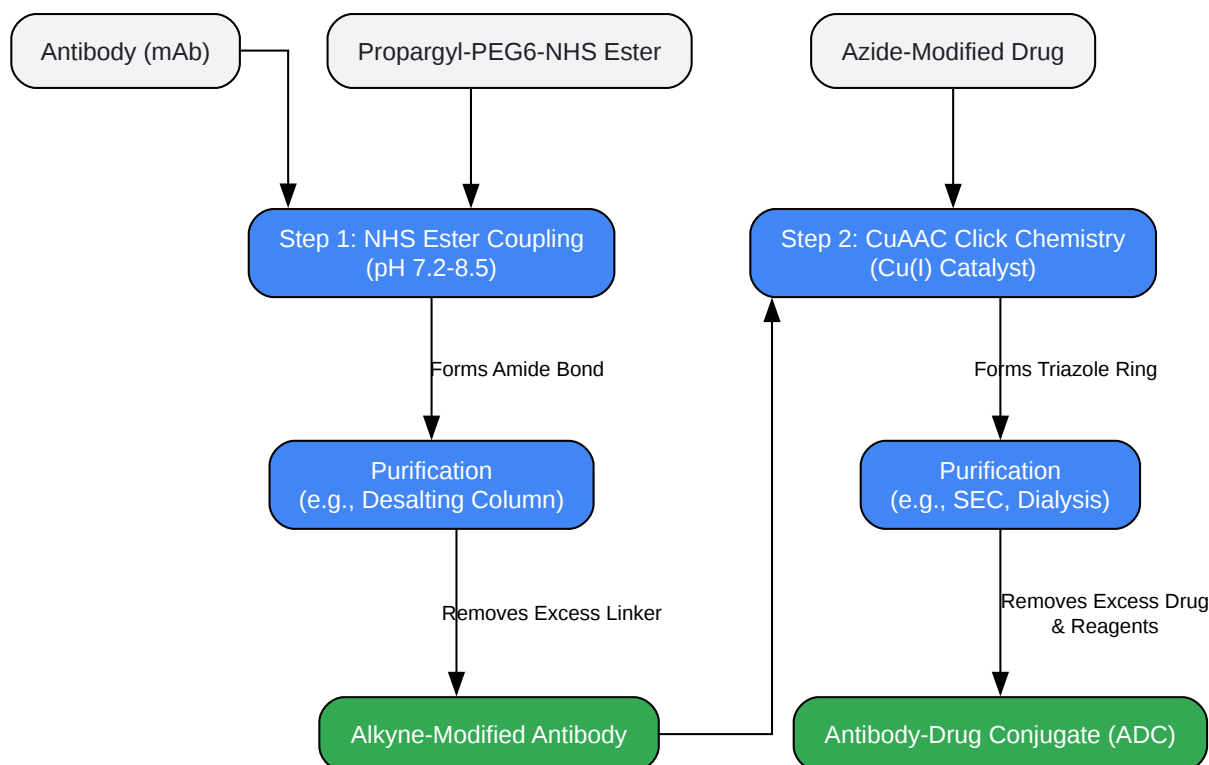 Antibody (mAb)
Propargyl-PEG6-NHS Ester
Azide-Modified Drug
Step 1: NHS Ester Coupling
(pH 7.2-8.5)
Step 2: CuAAC Click Chemistry
(Cu(I) Catalyst)
Forms Amide Bond
Forms Triazole Ring
Purification
(e.g., Desalting Column)
Purification
(e.g., SEC, Dialysis)
Removes Excess Linker
Removes Excess Drug
& Reagents
Alkyne-Modified Antibody
Antibody-Drug Conjugate (ADC)